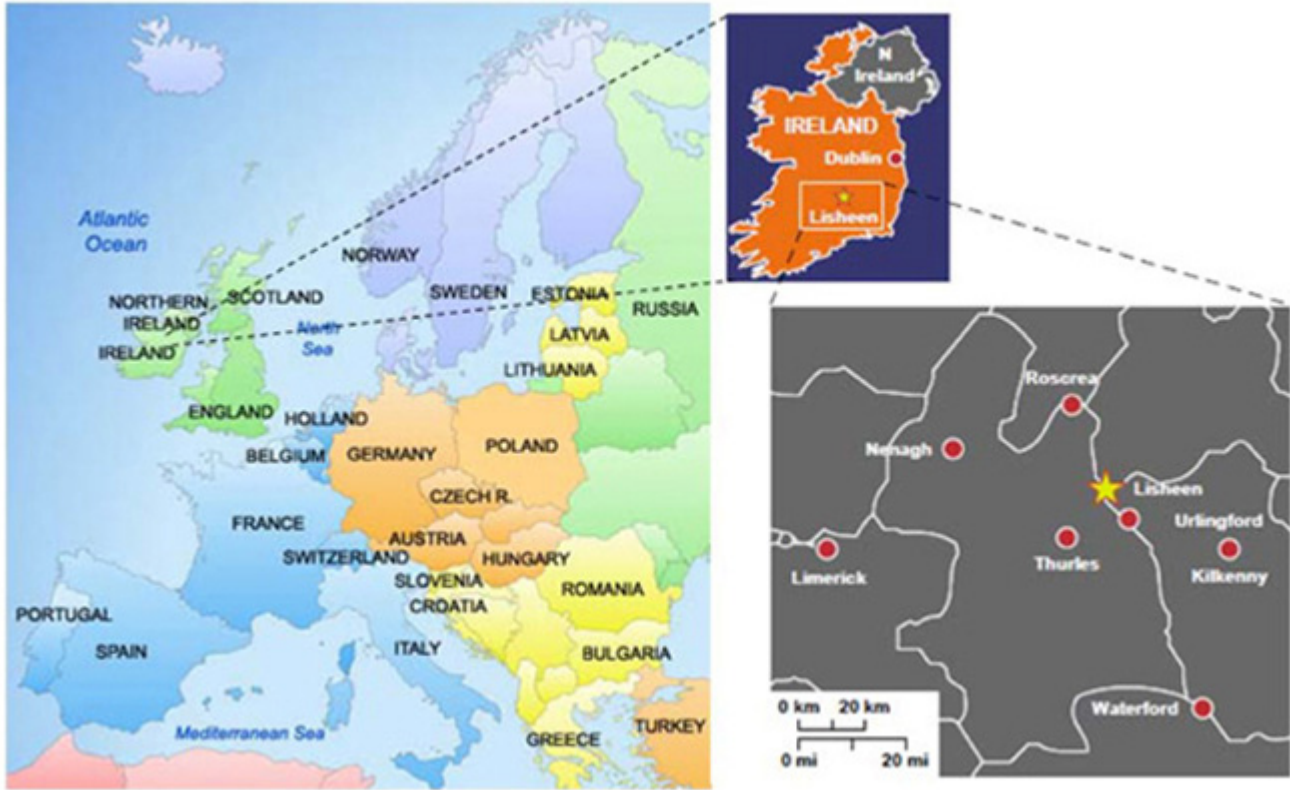 Atlantic
Ocean
NORWAY
SWEDEN
ESTONIA
RUSSIA
NORTHERN
IRELAND
SCOTLAND
North
Sea
LATVIA
IRELAND
LITHUANIA
ENGLAND
HOLLAND
BELGIUM
GERMANY
POLAND
CZECH R.
FRANCE
AUSTRIA
SWITZERLAND
HUNGARY
SLOVENIA
ROMANIA
CROATIA
PORTUGAL
SPAIN
ITALY
BULGARIA
Mediterranean Sea
GREECE
TURKEY
N
Ireland
IRELAND
Dublin
Lisheen
Roscrea
Nenagh
Lisheen
Urlingford
Thurles
Limerick
Kilkenny
Waterford
0 km 20 km
0 mi 20 mi